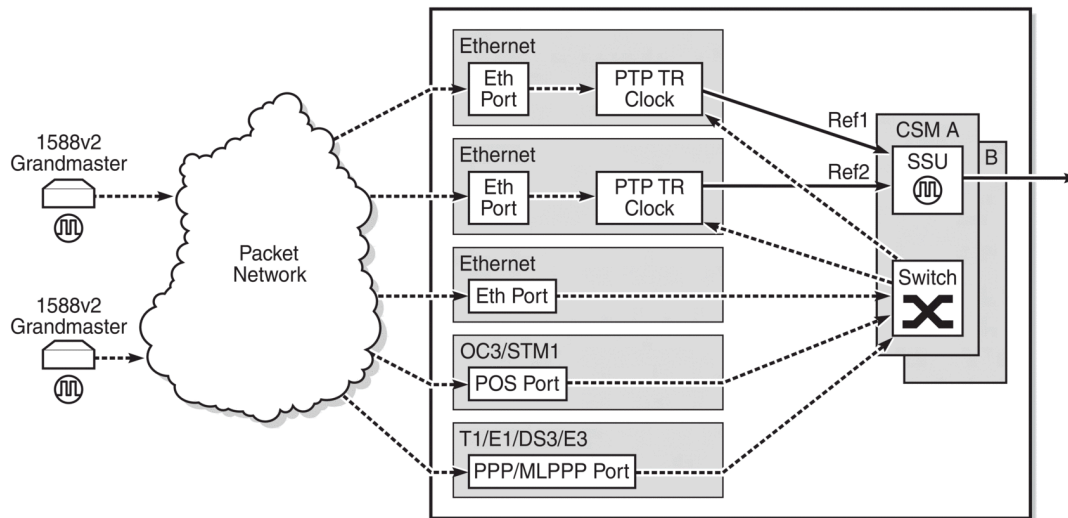 1588v2
Grandmaster
1588v2
Grandmaster
Packet
Network
Ethernet
Eth
Port
PTP TR
Clock
Ethernet
Eth
Port
PTP TR
Clock
Ethernet
Eth Port
OC3/STM1
POS Port
T1/E1/DS3/E3
PPP/MLPPP Port
Ref1
Ref2
CSM A
SSU
B
Switch